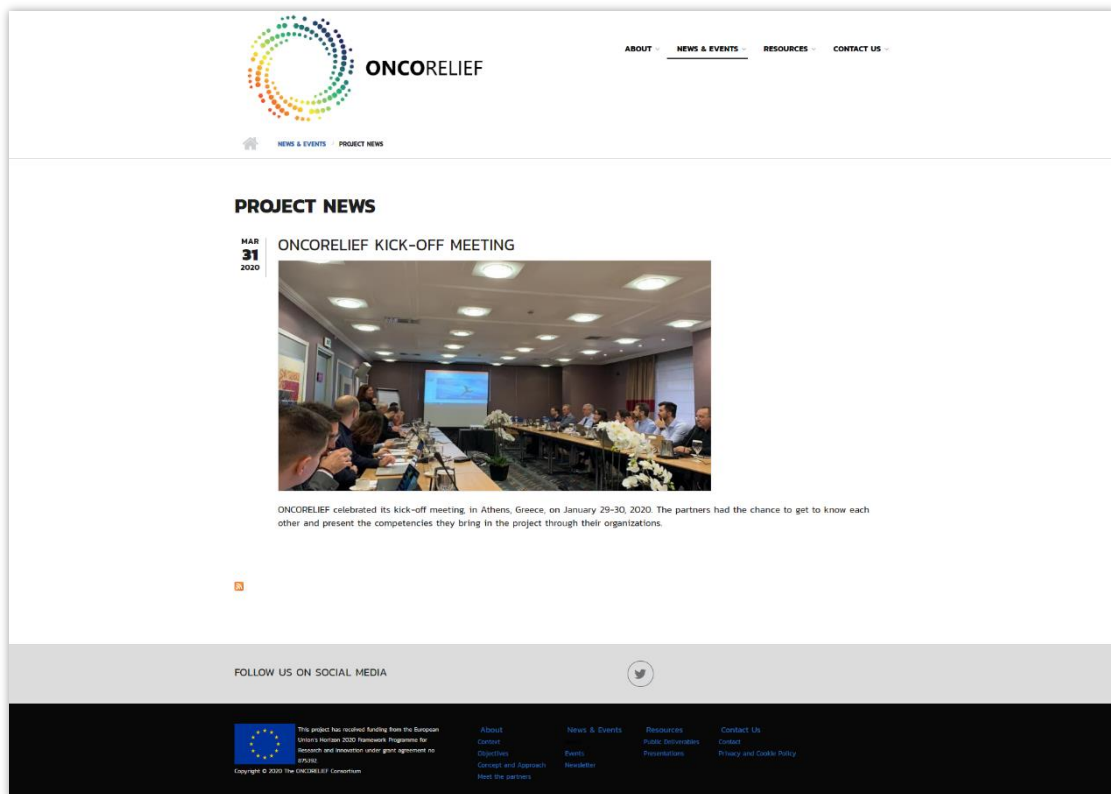 ONCORELIEF
ABOUT NEWS & EVENTS RESOURCES CONTACT US
NEWS & EVENTS / PROJECT NEWS
PROJECT NEWS
MAR
31
2020
ONCORELIEF KICK-OFF MEETING
ONCORELIEF celebrated its kick-off meeting, in Athens, Greece, on January 29-30, 2020. The partners had the chance to get to know each
other and present the competencies they bring in the project through their organizations.
FOLLOW US ON SOCIAL MEDIA
This project has received funding from the European
Union's Horizon 2020 Framework Programme for
Research and Innovation under grant agreement no
875392.
Copyright © 2020 The ONCORELIEF Consortium
About
Context
Objectives
Concept and Approach
Meet the partners
News & Events
Events
Newsletter
Resources
Public Deliverables
Presentations
Contact Us
Contact
Privacy and Cookie Policy